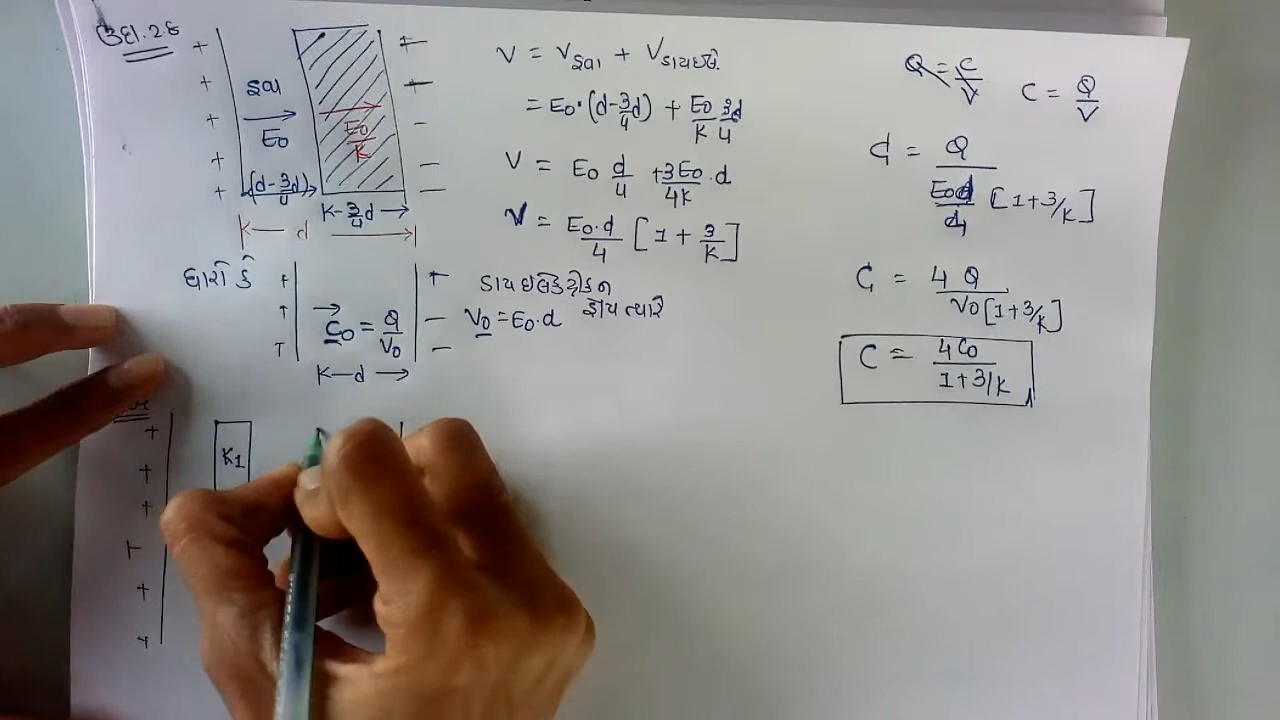 ઉદા.2.8
હવા
E₀
E₀/K
(d-3/4d)
K-3/4d→
K— d →
V = Vહવા + Vડાયઇલે.
= E₀·(d-3/4d) + E₀/K 3d/4
V = E₀ d/4 + 3E₀/4K·d
V = E₀·d/4 [1 + 3/K]
ધારો કે
C₀ = Q/V₀
K—d→
ડાયઇલેક્ટ્રીક ન
હોય ત્યારે
V₀ = E₀·d
Q = C/V
C = Q/V
C = Q/(E₀d/4 [1+3/K])
C = 4Q/(V₀[1+3/K])
C = 4C₀/(1+3/K)
K1